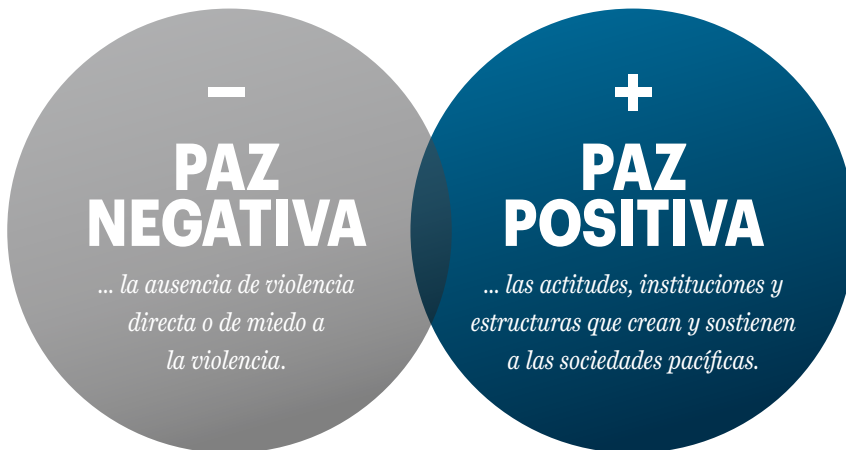 −
PAZ
NEGATIVA
... la ausencia de violencia
directa o de miedo a
la violencia.
+
PAZ
POSITIVA
... las actitudes, instituciones y
estructuras que crean y sostienen
a las sociedades pacíficas.